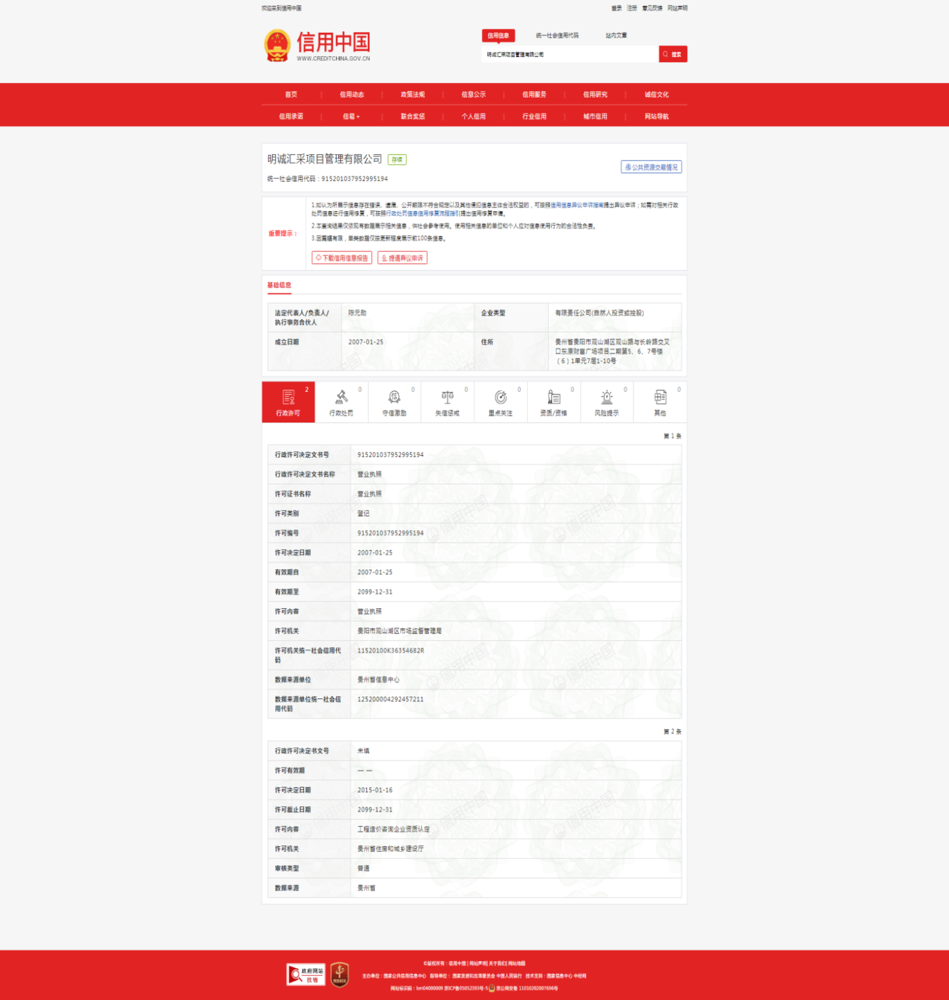 欢迎来到信用中国
登录 注册 意见反馈 网站声明
信用中国
WWW.CREDITCHINA.GOV.CN
信用信息 统一社会信用代码 站内文章
明诚汇采项目管理有限公司 搜索
首页 | 信用动态 | 政策法规 | 信息公示 | 信用服务 | 信用研究 | 诚信文化
信用承诺 | 信易+ | 联合奖惩 | 个人信用 | 行业信用 | 城市信用 | 网站导航
明诚汇采项目管理有限公司 存续
公共资源交易情况
统一社会信用代码:915201037952995194
重要提示:
1.如认为所展示信息存在错误、遗漏、公开期限不符合规定以及其他侵犯信息主体合法权益的,可按照信用信息异议申诉指南提出异议申诉;如需对相关行政
处罚信息进行信用修复,可按照行政处罚信息信用修复流程指引提出信用修复申请。
2.本查询结果仅依现有数据展示相关信息,供社会参考使用。使用相关信息的单位和个人应对信息使用行为的合法性负责。
3.因篇幅有限,单类数据仅按更新程度展示前100条信息。
下载信用信息报告 提请异议申诉
基础信息
法定代表人/负责人/
执行事务合伙人
陈元勋
企业类型
有限责任公司(自然人投资或控股)
成立日期
2007-01-25
住所
贵州省贵阳市观山湖区观山路与长岭路交叉
口东原财富广场项目二期第5、6、7号楼
(6)1单元7层1-10号
行政许可 2
行政处罚 0
守信激励 0
失信惩戒 0
重点关注 0
资质/资格 0
风险提示 0
其他 0
第 1 条
行政许可决定文书号 915201037952995194
行政许可决定文书名称 营业执照
许可证书名称 营业执照
许可类别 登记
许可编号 915201037952995194
许可决定日期 2007-01-25
有效期自 2007-01-25
有效期至 2099-12-31
许可内容 营业执照
许可机关 贵阳市观山湖区市场监督管理局
许可机关统一社会信用代
码
11520100K36354682R
数据来源单位 贵州省信息中心
数据来源单位统一社会信
用代码
125200004292457211
第 2 条
行政许可决定书文号 未填
许可有效期 — —
许可决定日期 2015-01-16
许可截止日期 2099-12-31
许可内容 工程造价咨询企业资质认定
许可机关 贵州省住房和城乡建设厅
审核类型 普通
数据来源 贵州省
政府网站
找错
©版权所有:信用中国 | 网站声明| 关于我们| 网站地图
主办单位:国家公共信用信息中心 指导单位:国家发展和改革委员会 中国人民银行 技术支持:国家信息中心 中经网
网站标识码:bm04000009 京ICP备05052393号-5 京公网安备 11010202007696号